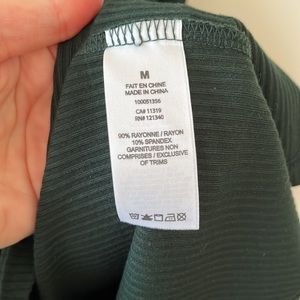 M
FAIT EN CHINE
MADE IN CHINA
100051356
CA# 11319
RN# 121340
90% RAYONNE / RAYON
10% SPANDEX
GARNITURES NON
COMPRISES / EXCLUSIVE
OF TRIMS